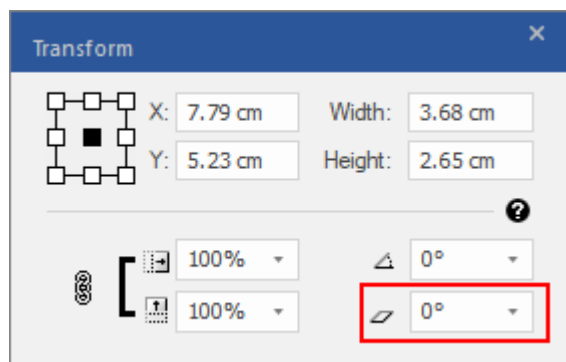 Transform
X: 7.79 cm Width: 3.68 cm
Y: 5.23 cm Height: 2.65 cm
?
100% 0°
100% 0°